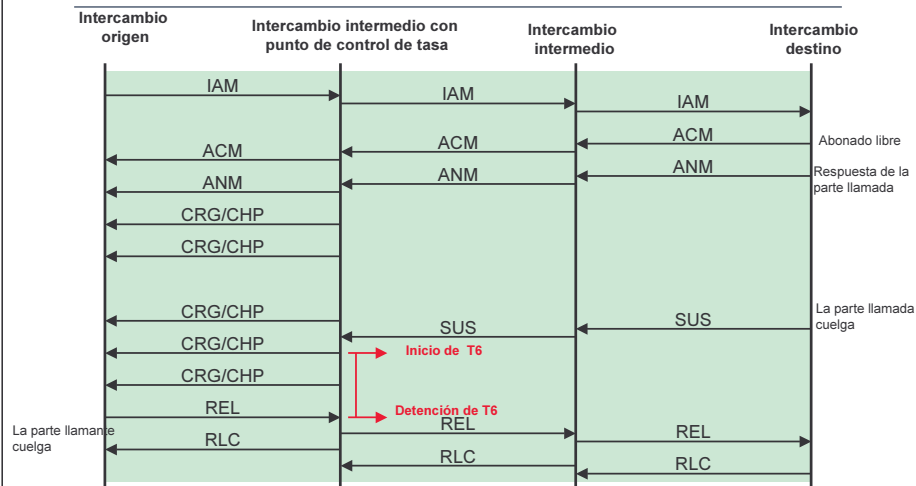 Intercambio
origen
Intercambio intermedio con
punto de control de tasa
Intercambio
intermedio
Intercambio
destino
IAM
IAM
IAM
ACM
Abonado libre
ACM
ACM
ANM
Respuesta de la
parte llamada
ANM
ANM
CRG/CHP
CRG/CHP
La parte llamada
cuelga
CRG/CHP
SUS
SUS
CRG/CHP
Inicio de T6
CRG/CHP
REL
Detención de T6
REL
REL
La parte llamante
cuelga
RLC
RLC
RLC